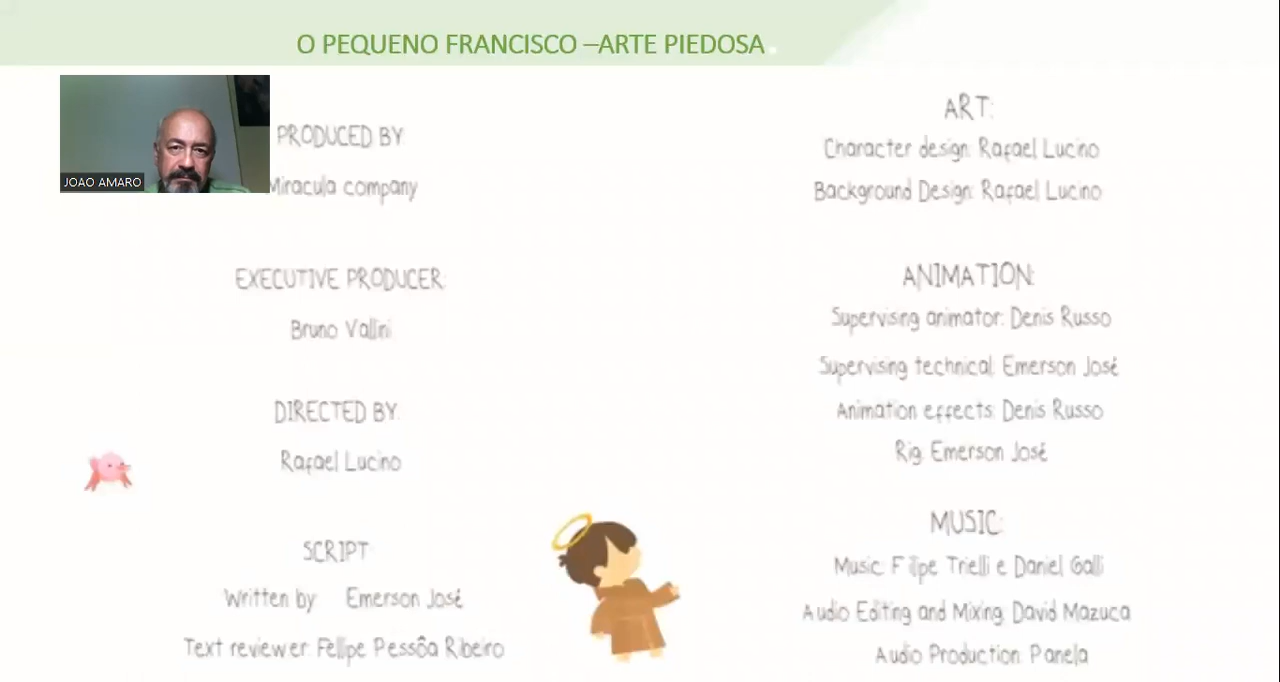 O PEQUENO FRANCISCO –ARTE PIEDOSA.
JOAO AMARO
PRODUCED BY
Miracula company
EXECUTIVE PRODUCER:
Bruno Vallini
DIRECTED BY:
Rafael Lucino
SCRIPT
Written by Emerson José
Text reviewer: Fellipe Pessôa Ribeiro
ART:
Character design: Rafael Lucino
Background Design: Rafael Lucino
ANIMATION:
Supervising animator: Denis Russo
Supervising technical: Emerson José
Animation effects: Denis Russo
Rig: Emerson José
MUSIC:
Music: Filipe Trielli e Daniel Galli
Audio Editing and Mixing: David Mazuca
Audio Production: Panela